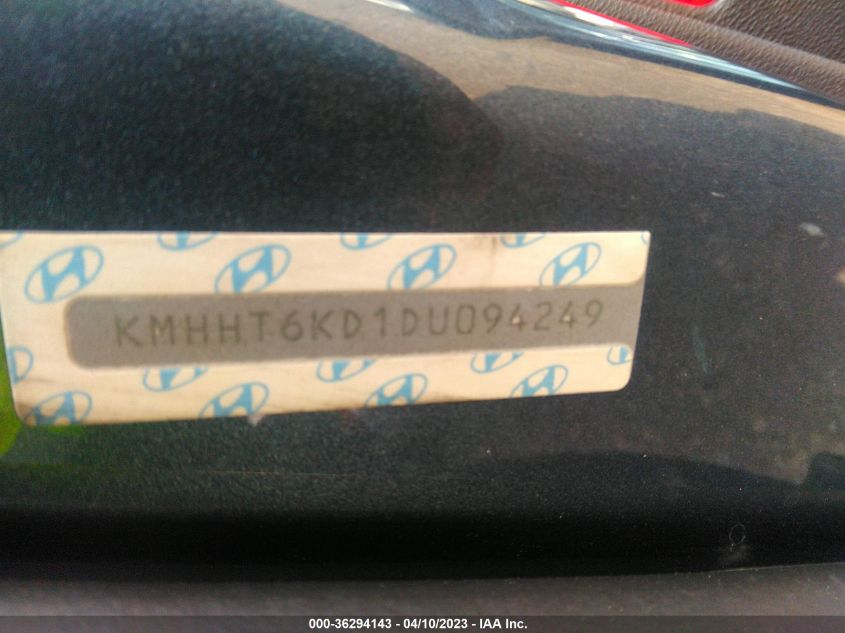 KMHHT6KD1DU094249
000-36294143 - 04/10/2023 - IAA Inc.